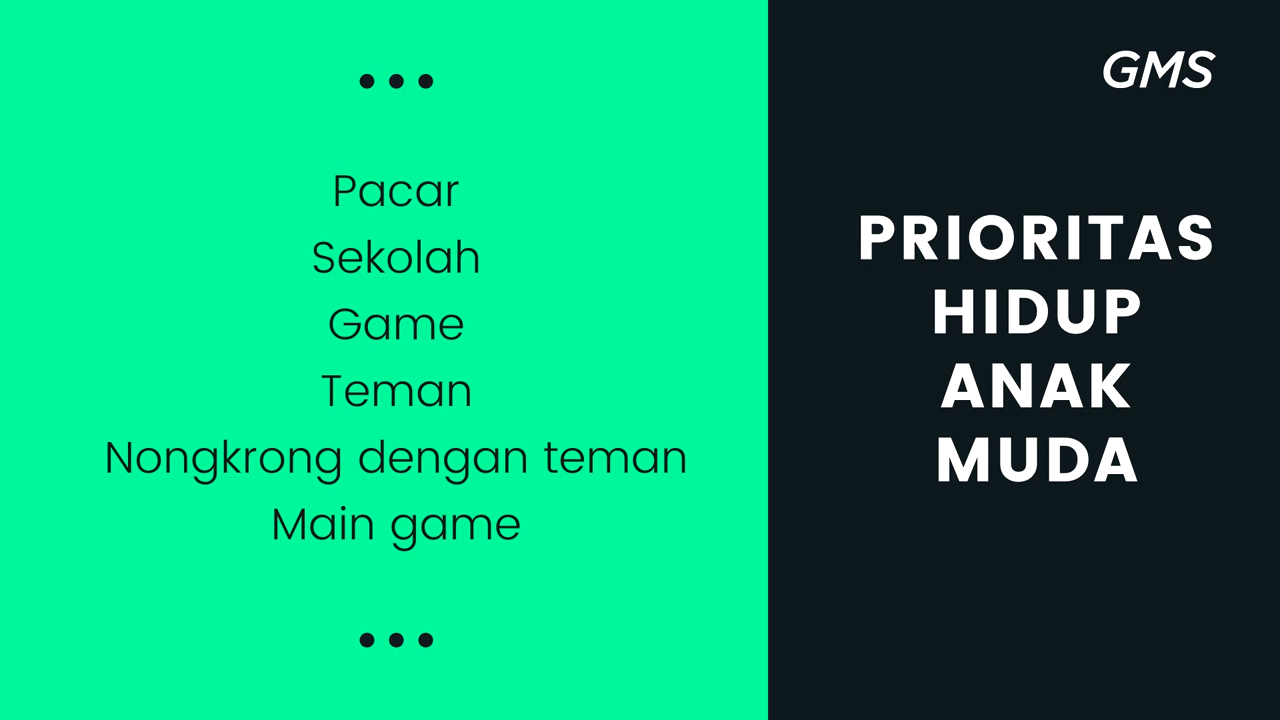 Pacar
Sekolah
Game
Teman
Nongkrong dengan teman
Main game
GMS
PRIORITAS
HIDUP
ANAK
MUDA